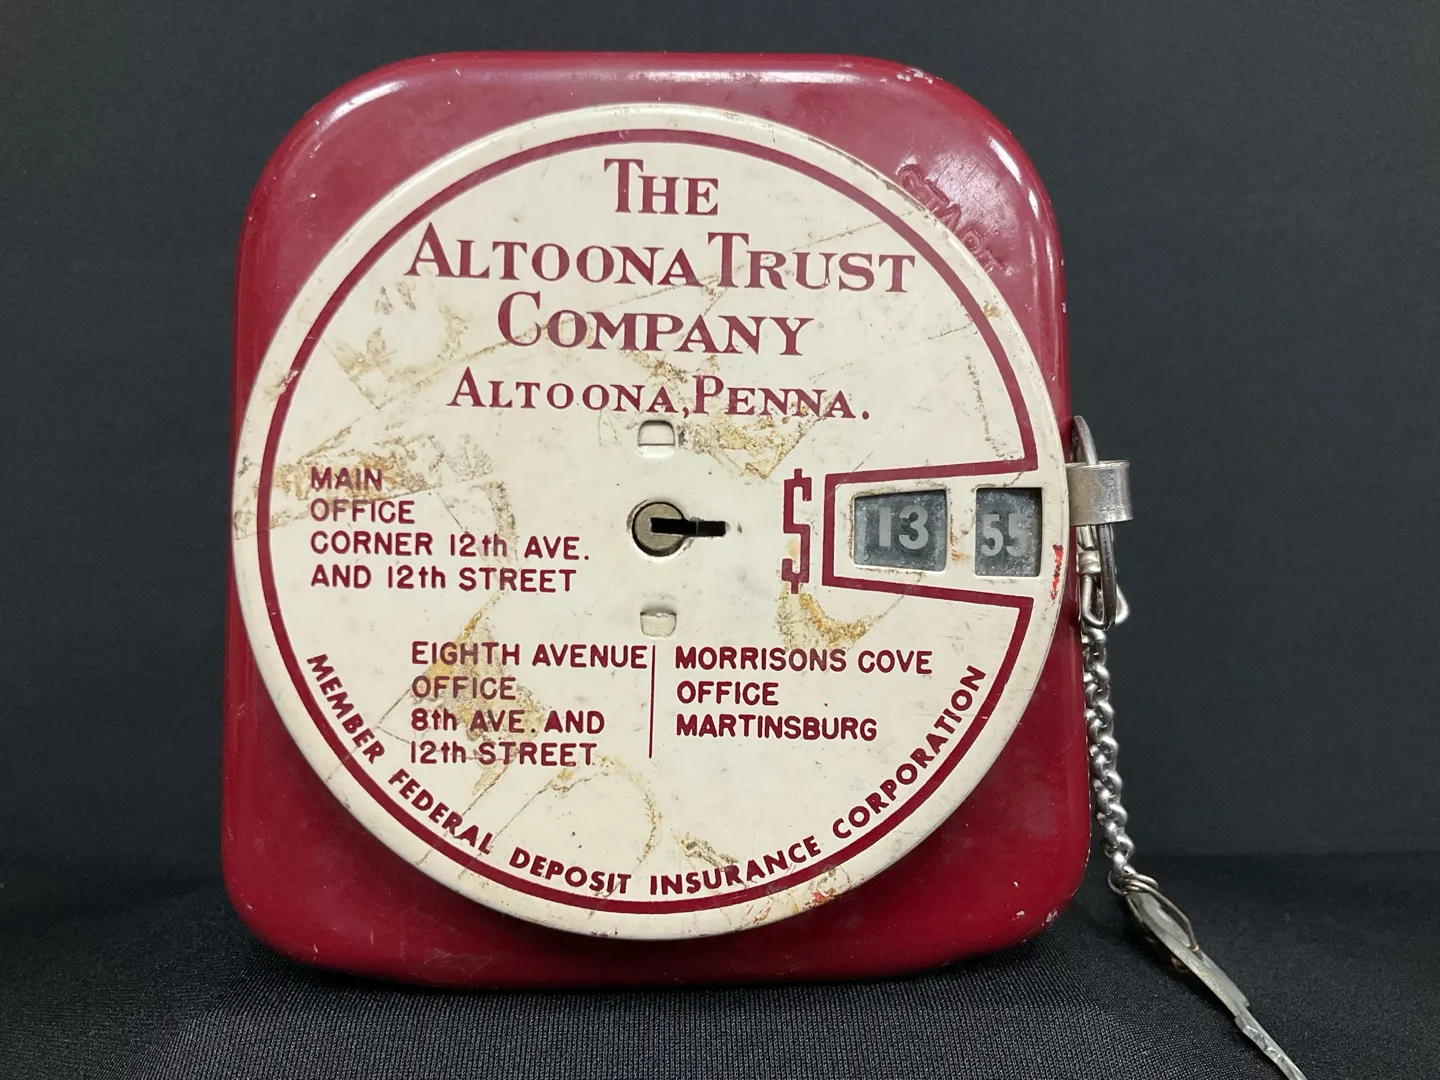 THE
ALTOONA TRUST
COMPANY
ALTOONA, PENNA.
START
MAIN
OFFICE
CORNER 12th AVE.
AND 12th STREET
$ 13 55
EIGHTH AVENUE
OFFICE
8th AVE. AND
12th STREET
MORRISONS COVE
OFFICE
MARTINSBURG
MEMBER FEDERAL DEPOSIT INSURANCE CORPORATION